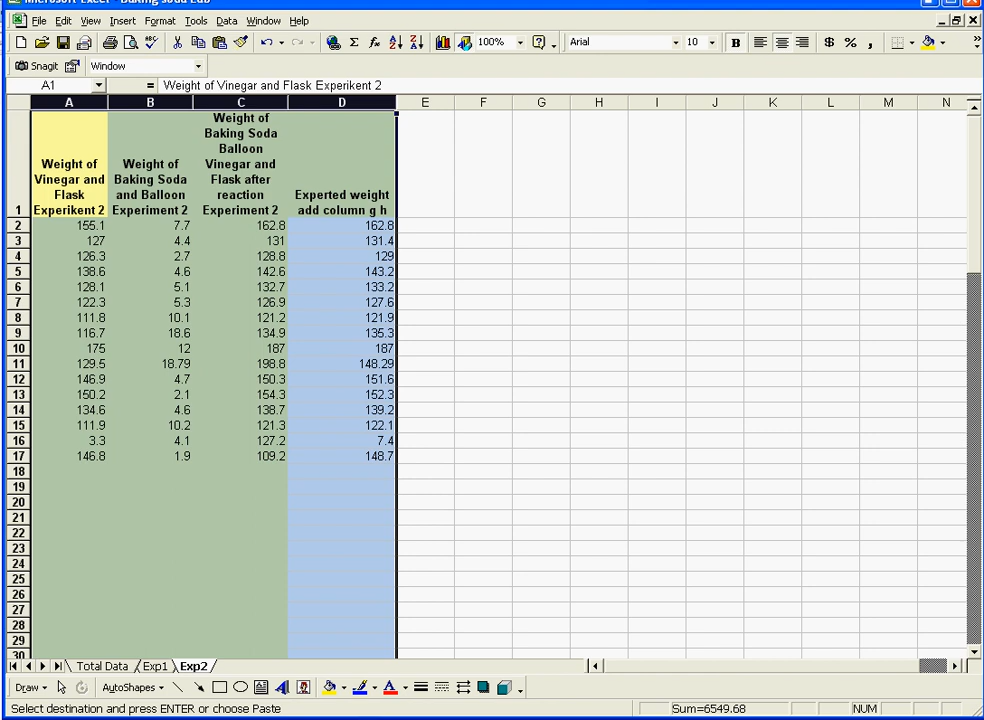 Microsoft Excel - Baking soda Lab
File Edit View Insert Format Tools Data Window Help
100% Arial 10 B $ % ,
Snagit Window
A1 = Weight of Vinegar and Flask Experikent 2
A B C D E F G H I J K L M N
1
Weight of Vinegar and Flask Experikent 2
Weight of Baking Soda and Balloon Experiment 2
Weight of Baking Soda Balloon Vinegar and Flask after reaction Experiment 2
Experted weight add column g h
2 155.1 7.7 162.8 162.8
3 127 4.4 131 131.4
4 126.3 2.7 128.8 129
5 138.6 4.6 142.6 143.2
6 128.1 5.1 132.7 133.2
7 122.3 5.3 126.9 127.6
8 111.8 10.1 121.2 121.9
9 116.7 18.6 134.9 135.3
10 175 12 187 187
11 129.5 18.79 198.8 148.29
12 146.9 4.7 150.3 151.6
13 150.2 2.1 154.3 152.3
14 134.6 4.6 138.7 139.2
15 111.9 10.2 121.3 122.1
16 3.3 4.1 127.2 7.4
17 146.8 1.9 109.2 148.7
18
19
20
21
22
23
24
25
26
27
28
29
30
Total Data Exp1 Exp2
Draw AutoShapes
Select destination and press ENTER or choose Paste Sum=6549.68 NUM